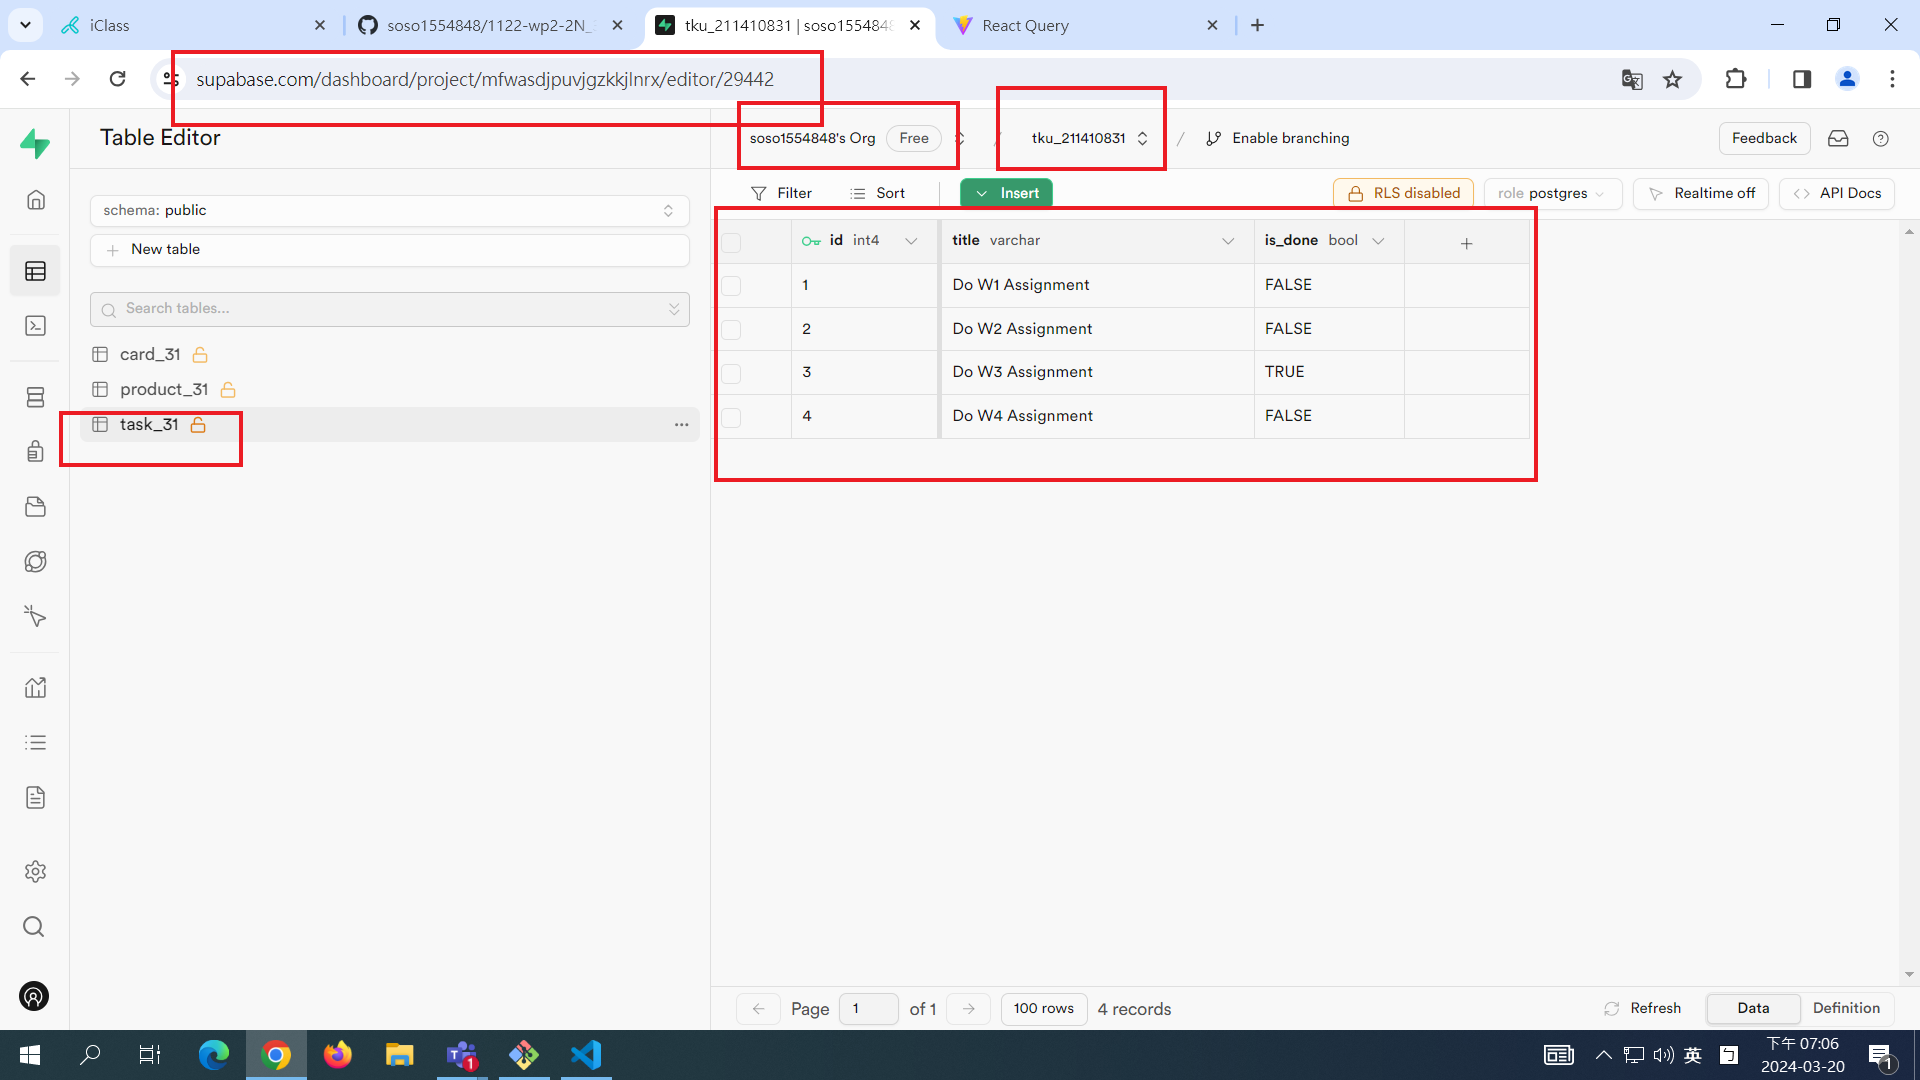 iClass
soso1554848/1122-wp2-2N_
tku_211410831 | soso1554848
React Query
supabase.com/dashboard/project/mfwasdjpuvjgzkkjlnrx/editor/29442
Table Editor
soso1554848's Org Free / tku_211410831 / Enable branching
Feedback
schema: public
New table
Search tables...
card_31
product_31
task_31
Filter Sort Insert
RLS disabled role postgres Realtime off API Docs
id int4 title varchar is_done bool
1 Do W1 Assignment FALSE
2 Do W2 Assignment FALSE
3 Do W3 Assignment TRUE
4 Do W4 Assignment FALSE
Page 1 of 1 100 rows 4 records
Refresh Data Definition
英
下午 07:06
2024-03-20
1
1